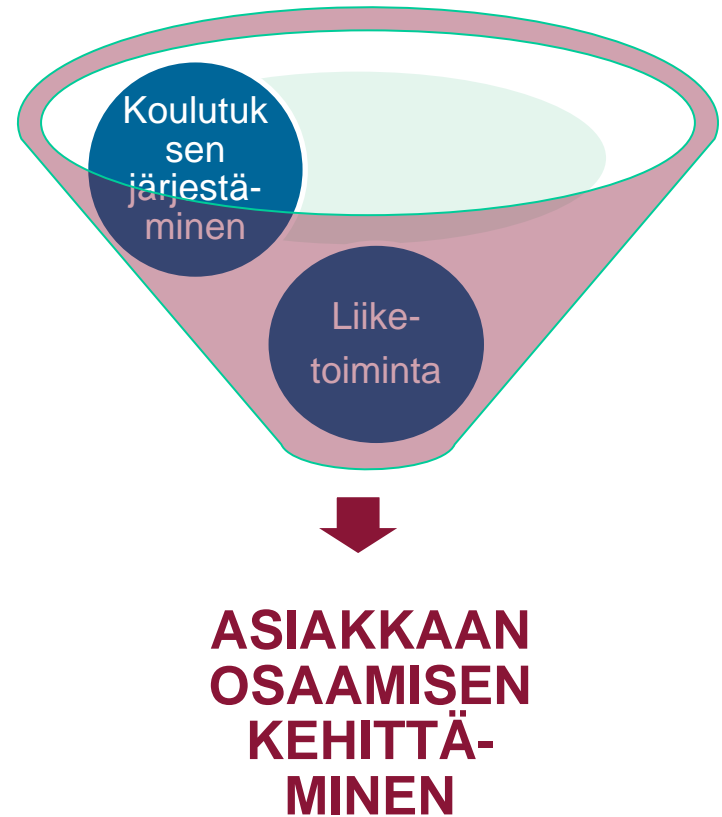 Koulutuk
sen
järjestä-
minen
Liike-
toiminta
ASIAKKAAN
OSAAMISEN
KEHITTÄ-
MINEN